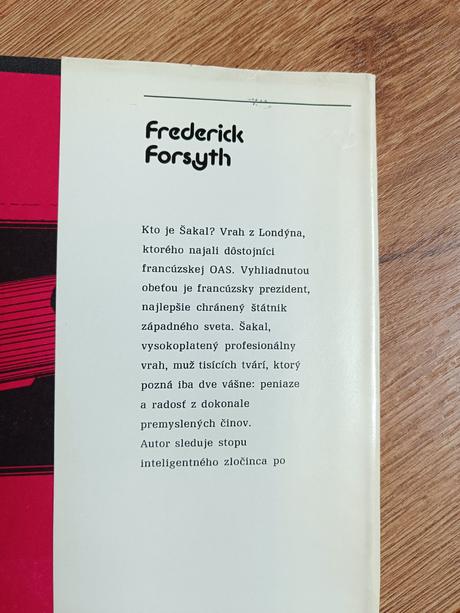 Frederick
Forsyth
Kto je Šakal? Vrah z Londýna,
ktorého najali dôstojníci
francúzskej OAS. Vyhliadnutou
obeťou je francúzsky prezident,
najlepšie chránený štátnik
západného sveta. Šakal,
vysokoplatený profesionálny
vrah, muž tisícich tvárí, ktorý
pozná iba dve vášne: peniaze
a radosť z dokonale
premyslených činov.
Autor sleduje stopu
inteligentného zločinca po